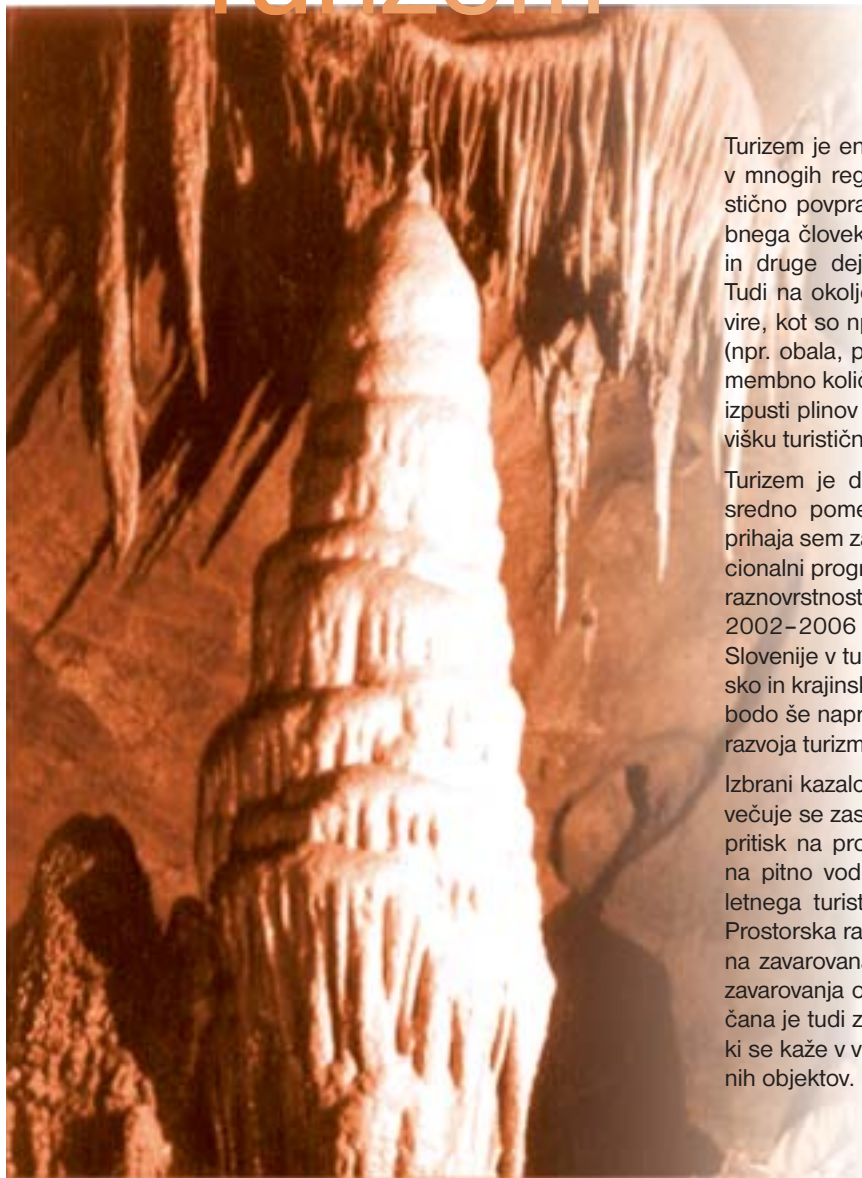 Turizem
Turizem je en
v mnogih reg
stično povpra
bnega človek
in druge dej
Tudi na okolje
vire, kot so np
(npr. obala, p
membno količ
izpusti plinov
višku turističn
Turizem je d
sredno pome
prihaja sem za
cionalni progr
raznovrstnost
2002–2006
Slovenije v tu
sko in krajinsk
bodo še napr
razvoja turizm
Izbrani kazalo
večuje se zas
pritisk na pro
na pitno vod
letnega turist
Prostorska ra
na zavarovana
zavarovanja o
čana je tudi z
ki se kaže v v
nih objektov.